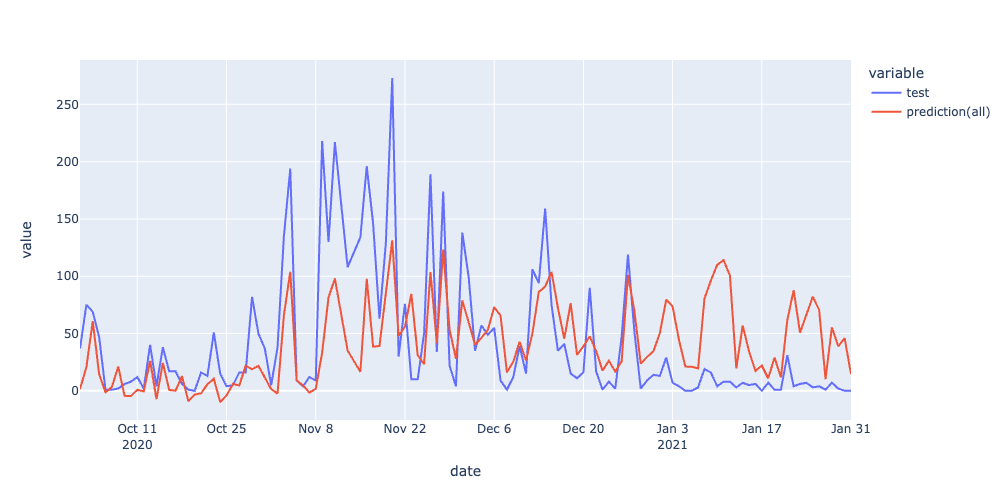 variable
test
prediction(all)
value
250
200
150
100
50
0
Oct 11
2020
Oct 25
Nov 8
Nov 22
Dec 6
Dec 20
Jan 3
2021
Jan 17
Jan 31
date